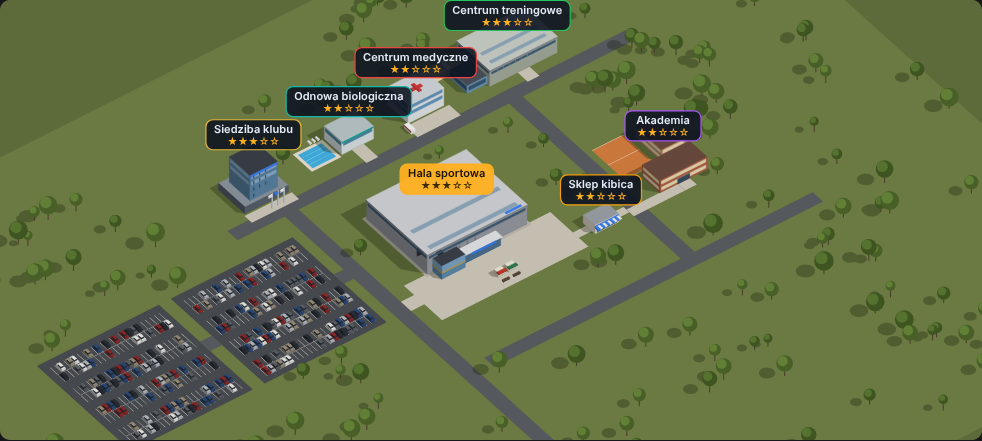 Centrum treningowe
★★★☆☆
Centrum medyczne
★★☆☆☆
Odnowa biologiczna
★★☆☆☆
Siedziba klubu
★★★☆☆
Akademia
★★☆☆☆
Hala sportowa
★★★☆☆
Sklep kibica
★★☆☆☆